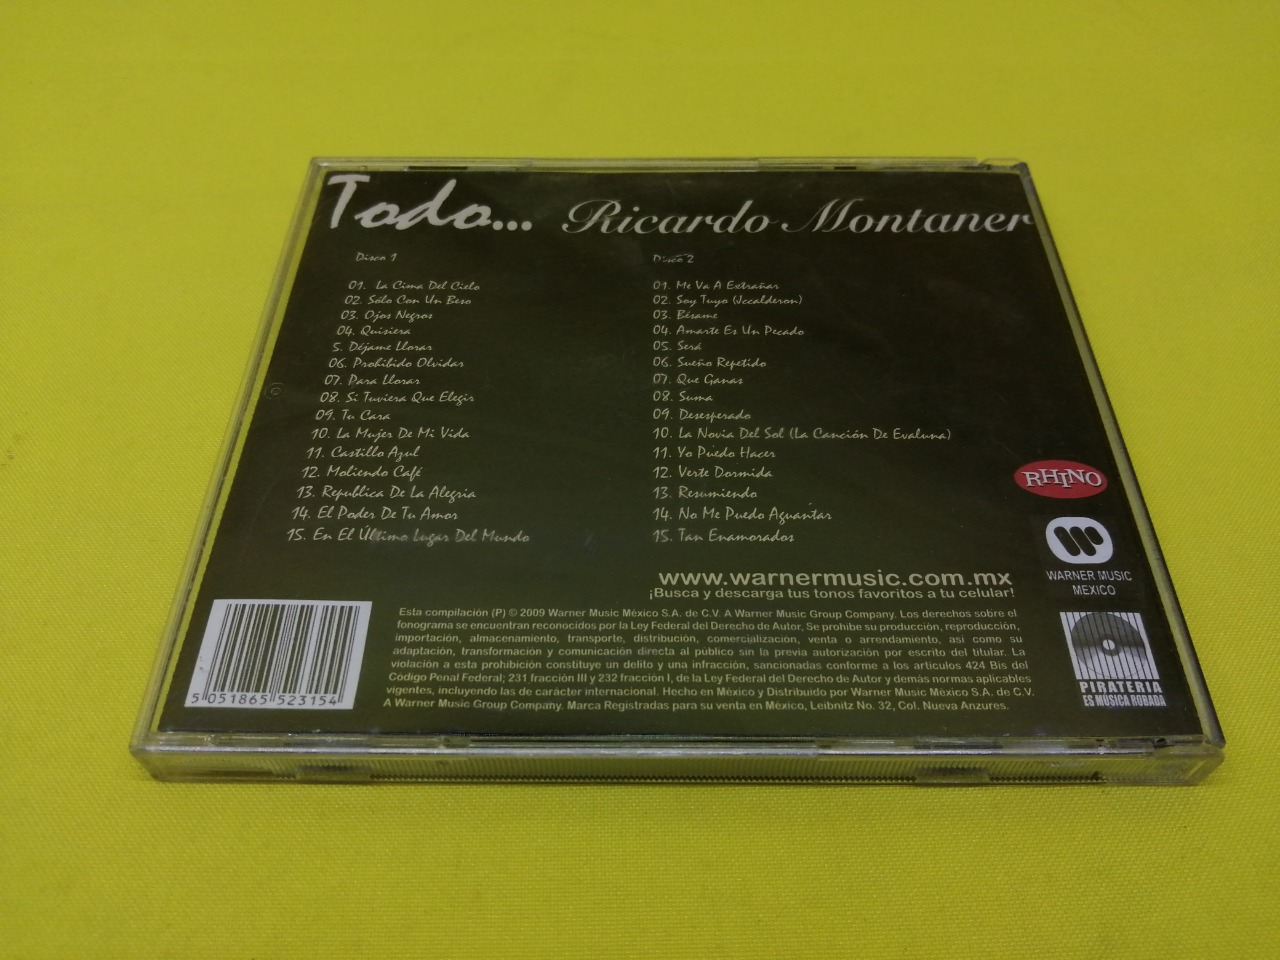 Todo... Ricardo Montaner
Disco 1
01. La Cima Del Cielo
02. Sólo Con Un Beso
03. Ojos Negros
04. Quisiera
5. Déjame Llorar
06. Prohibido Olvidar
07. Para Llorar
08. Si Tuviera Que Elegir
09. Tu Casa
10. La Mujer De Mi Vida
11. Castillo Azul
12. Moliendo Café
13. Republica De La Alegria
14. El Poder De Tu Amor
15. En El Último Lugar Del Mundo
Disco 2
01. Me Va A Extrañar
02. Soy Tuyo (Jccalderon)
03. Bésame
04. Amarte Es Un Pecado
05. Será
06. Sueño Repetido
07. Que Ganas
08. Suma
09. Desesperado
10. La Novia Del Sol (La Canción De Evaluna)
11. Yo Puedo Hacer
12. Verte Dormida
13. Resumiendo
14. No Me Puedo Aguantar
15. Tan Enamorados
RHINO
WARNER MUSIC
MEXICO
www.warnermusic.com.mx
¡Busca y descarga tus tonos favoritos a tu celular!
Esta compilación (P) © 2009 Warner Music México S.A. de C.V. A Warner Music Group Company. Los derechos sobre el
fonograma se encuentran reconocidos por la Ley Federal del Derecho de Autor, Se prohibe su producción, reproducción,
importación, almacenamiento, transporte, distribución, comercialización, venta o arrendamiento, así como su
adaptación, transformación y comunicación directa al público sin la previa autorización por escrito del titular. La
violación a esta prohibición constituye un delito y una infracción, sancionadas conforme a los artículos 424 Bis del
Código Penal Federal; 231 fracción III y 232 fracción I, de la Ley Federal del Derecho de Autor y demás normas aplicables
vigentes, incluyendo las de carácter internacional. Hecho en México y Distribuido por Warner Music México S.A. de C.V.
A Warner Music Group Company. Marca Registradas para su venta en México, Leibnitz No. 32, Col. Nueva Anzures.
5 051865 523154
PIRATERIA
ES MUSICA ROBADA